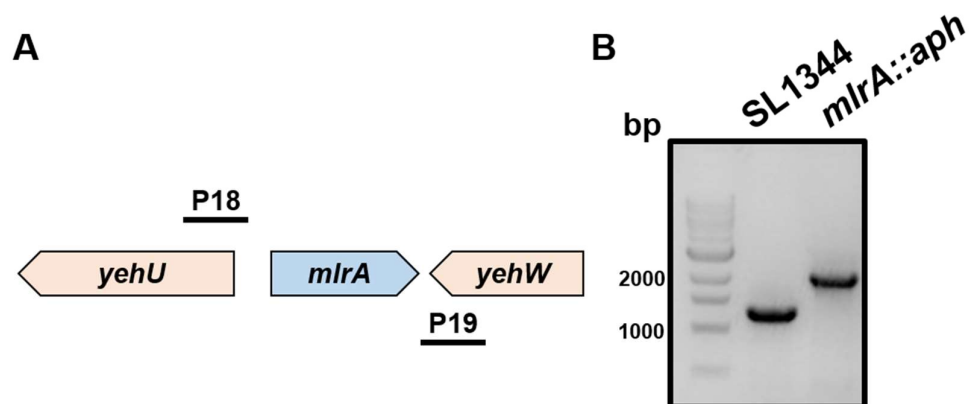 A
P18
yehU
mlrA
yehW
P19
B
SL1344
mlrA::aph
bp
2000
1000